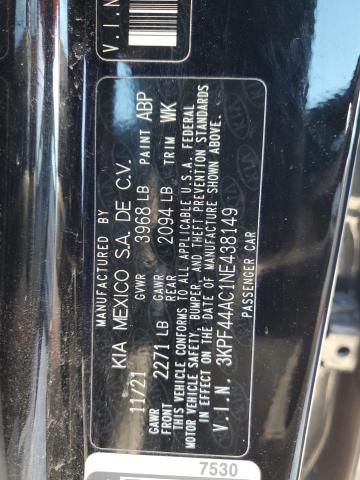 V.I.N
MANUFACTURED BY
KIA MEXICO S.A. DE C.V.
11/21 GVWR 3968 LB PAINT ABP
GAWR FRONT 2271 LB GAWR REAR 2094 LB TRIM WK
THIS VEHICLE CONFORMS TO ALL APPLICABLE U.S.A. FEDERAL
MOTOR VEHICLE SAFETY, BUMPER, AND THEFT PREVENTION STANDARDS
IN EFFECT ON THE DATE OF MANUFACTURE SHOWN ABOVE.
V.I.N. 3KPF44AC1NE438149
PASSENGER CAR
7530